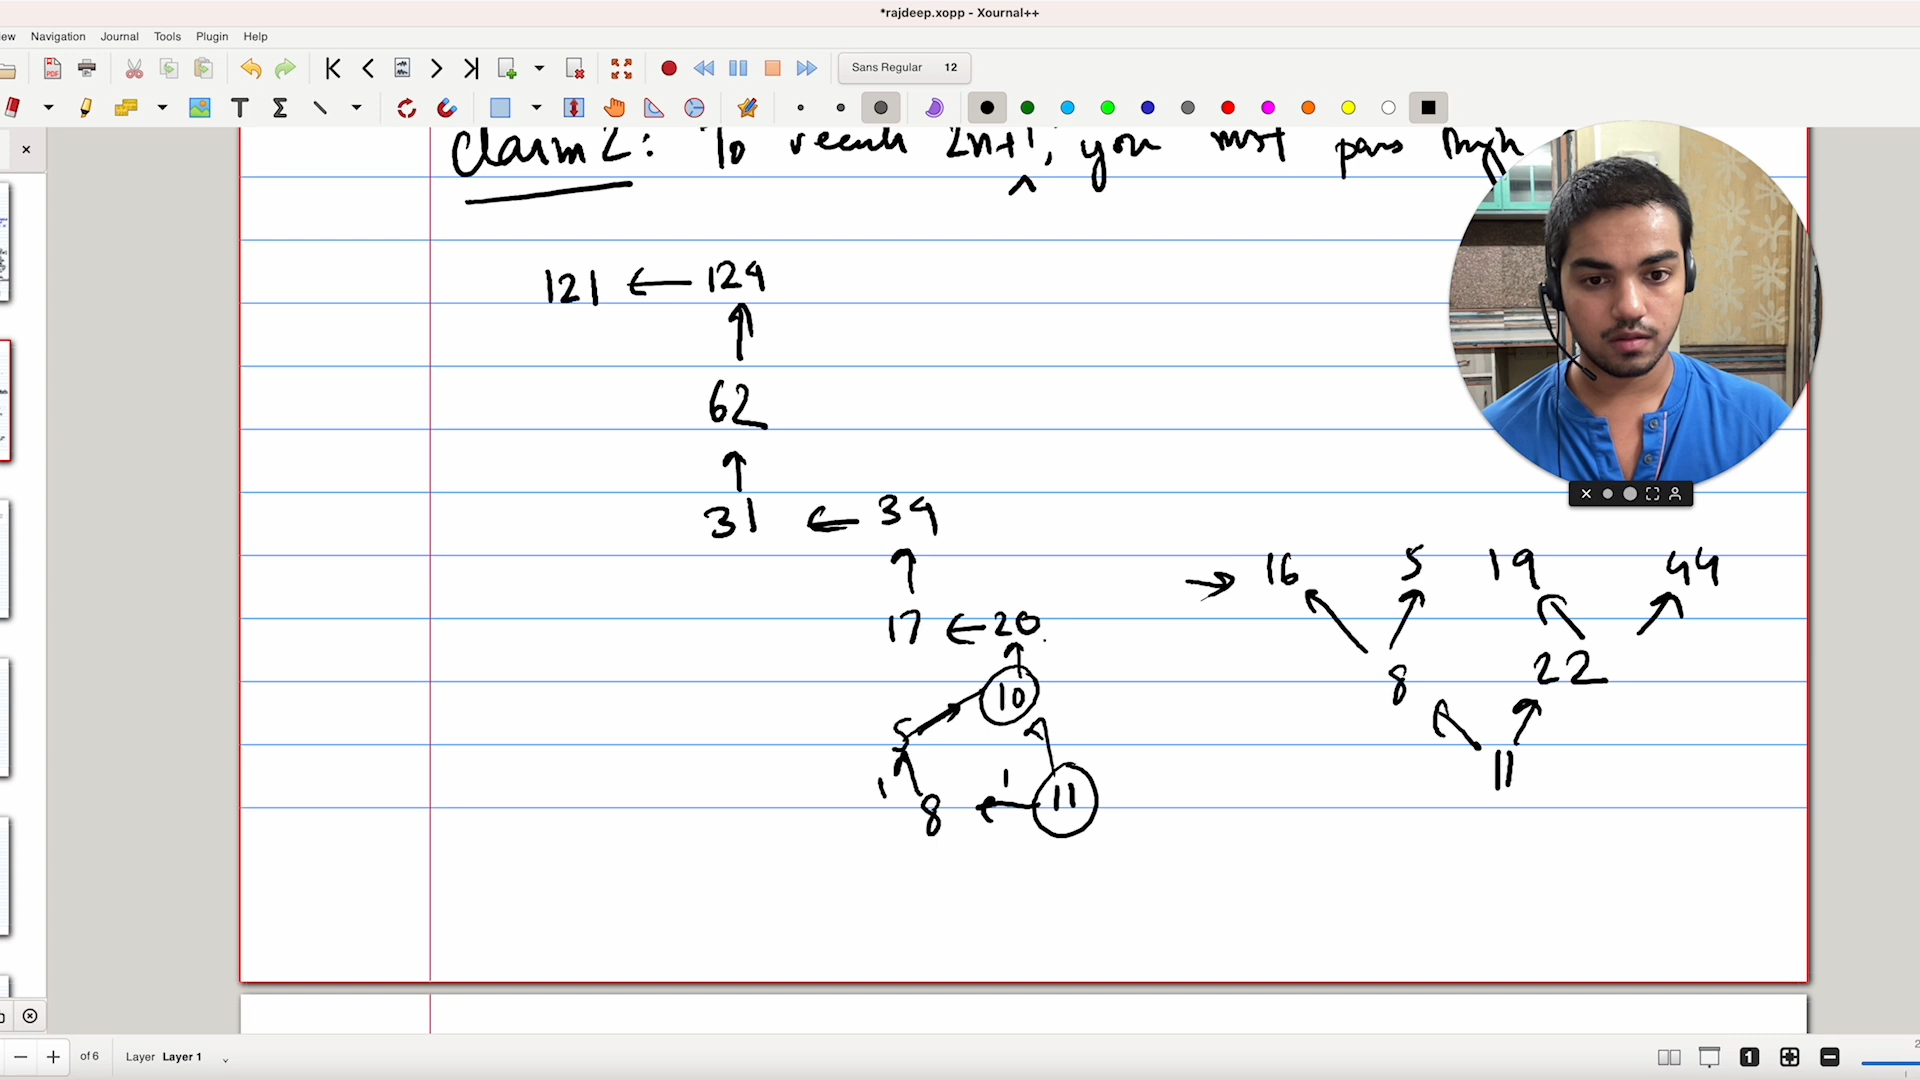 *rajdeep.xopp - Xournal++
ew Navigation Journal Tools Plugin Help
Sans Regular 12
Claim 2: To reach 2n+1, you must pass
121 ← 124
62
31 ← 34
→ 16 5 19 44
17 ← 20
8 22
10
5
11
1 1
8 11
of 6 Layer Layer 1